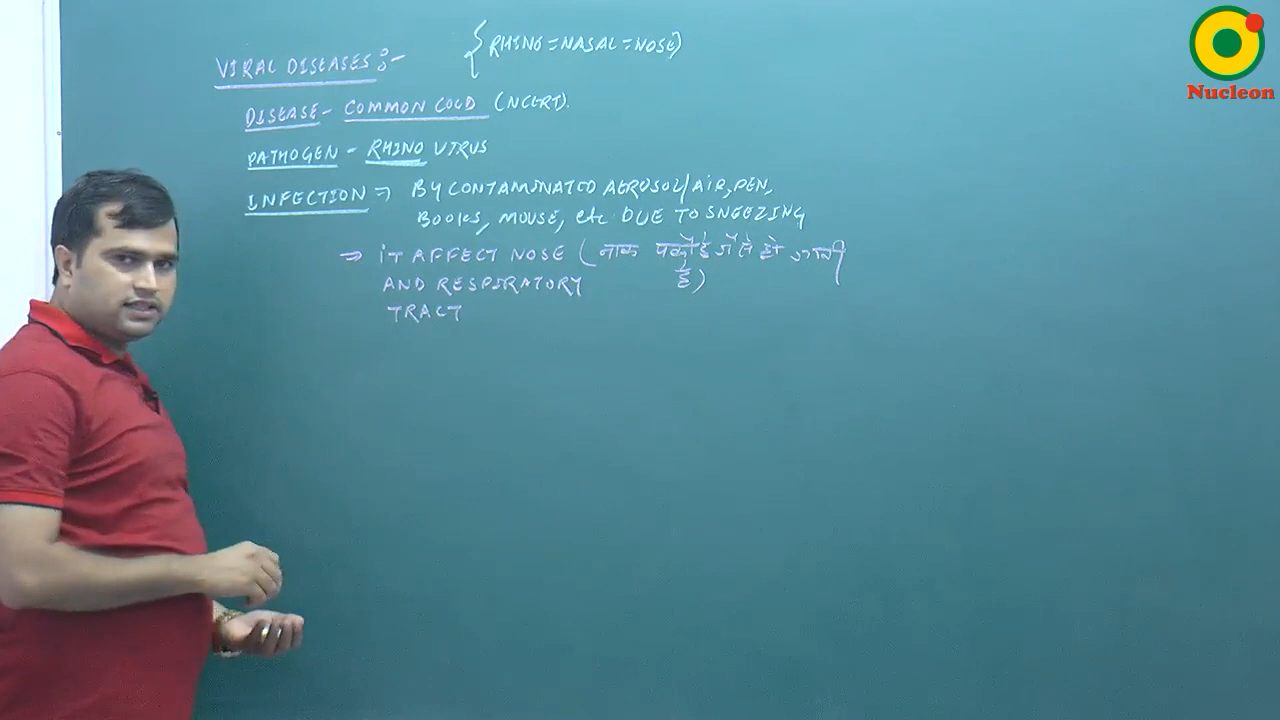 VIRAL DISEASES :-
{RHINO = NASAL = NOSE}
DISEASE - COMMON COLD (NCERT).
PATHOGEN - RHINO VIRUS
INFECTION ⇒ BY CONTAMINATED AEROSOL/AIR, PEN,
BOOKS, MOUSE, etc DUE TO SNEEZING
⇒ IT AFFECT NOSE (नाक पकौड़े जैसे हो जाती
AND RESPIRATORY है)
TRACT
Nucleon